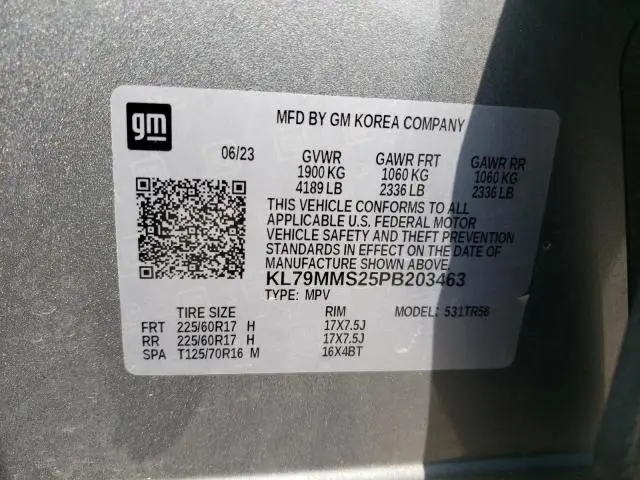 gm
MFD BY GM KOREA COMPANY
06/23 GVWR GAWR FRT GAWR RR
1900 KG 1060 KG 1060 KG
4189 LB 2336 LB 2336 LB
THIS VEHICLE CONFORMS TO ALL
APPLICABLE U.S. FEDERAL MOTOR
VEHICLE SAFETY AND THEFT PREVENTION
STANDARDS IN EFFECT ON THE DATE OF
MANUFACTURE SHOWN ABOVE.
KL79MMS25PB203463
TYPE: MPV MODEL: 531TR56
TIRE SIZE RIM
FRT 225/60R17 H 17X7.5J
RR 225/60R17 H 17X7.5J
SPA T125/70R16 M 16X4BT